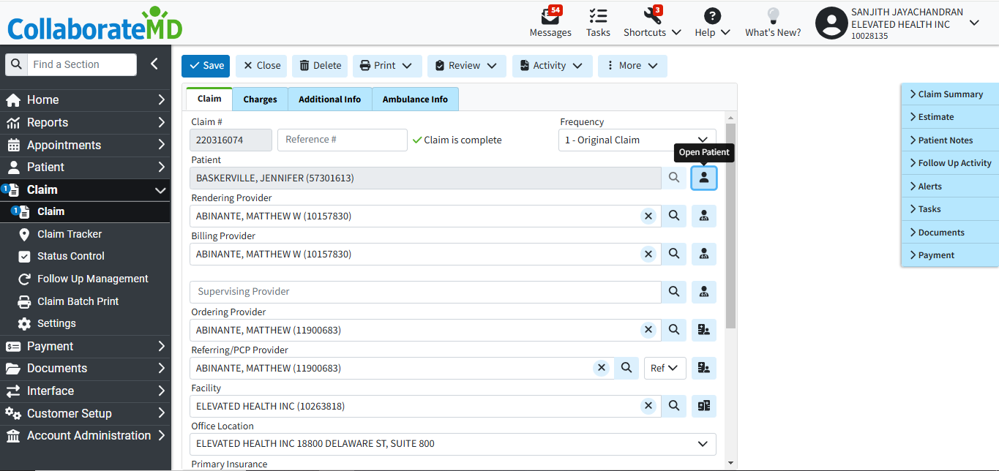 CollaborateMD
54
Messages
Tasks
3
Shortcuts
Help
What's New?
SANJITH JAYACHANDRAN
ELEVATED HEALTH INC
10028135
Find a Section
Home
Reports
Appointments
Patient
1
Claim
1
Claim
Claim Tracker
Status Control
Follow Up Management
Claim Batch Print
Settings
Payment
Documents
Interface
Customer Setup
Account Administration
Save
Close
Delete
Print
Review
Activity
More
Claim
Charges
Additional Info
Ambulance Info
Claim #
Frequency
220316074
Reference #
Claim is complete
1 - Original Claim
Open Patient
Patient
BASKERVILLE, JENNIFER (57301613)
Rendering Provider
ABINANTE, MATTHEW W (10157830)
Billing Provider
ABINANTE, MATTHEW W (10157830)
Supervising Provider
Ordering Provider
ABINANTE, MATTHEW (11900683)
Referring/PCP Provider
ABINANTE, MATTHEW (11900683)
Ref
Facility
ELEVATED HEALTH INC (10263818)
Office Location
ELEVATED HEALTH INC 18800 DELAWARE ST, SUITE 800
Primary Insurance
Claim Summary
Estimate
Patient Notes
Follow Up Activity
Alerts
Tasks
Documents
Payment